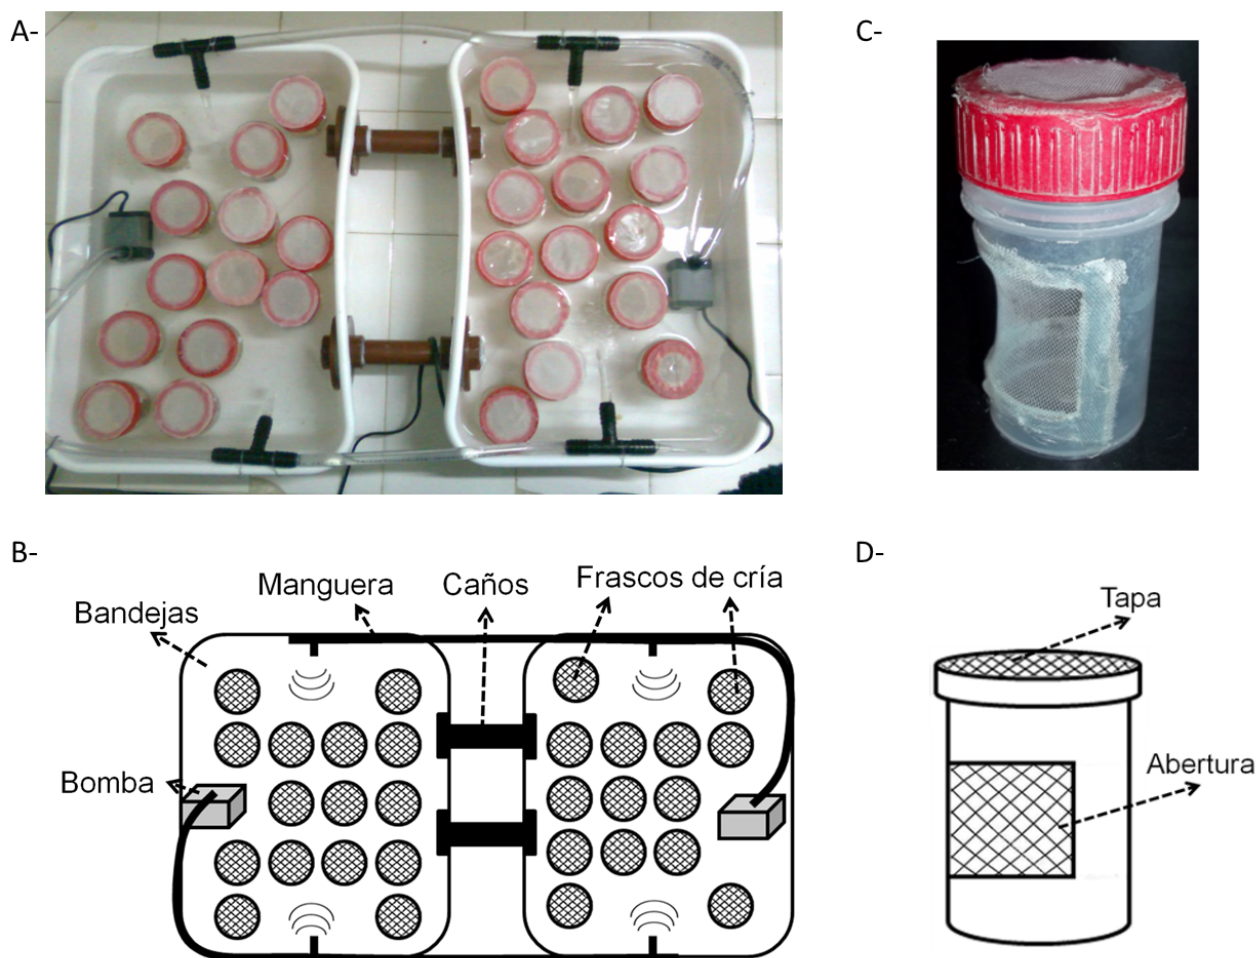 A-
C-
B-
Manguera
Caños
Frascos de cría
Bandejas
Bomba
D-
Tapa
Abertura